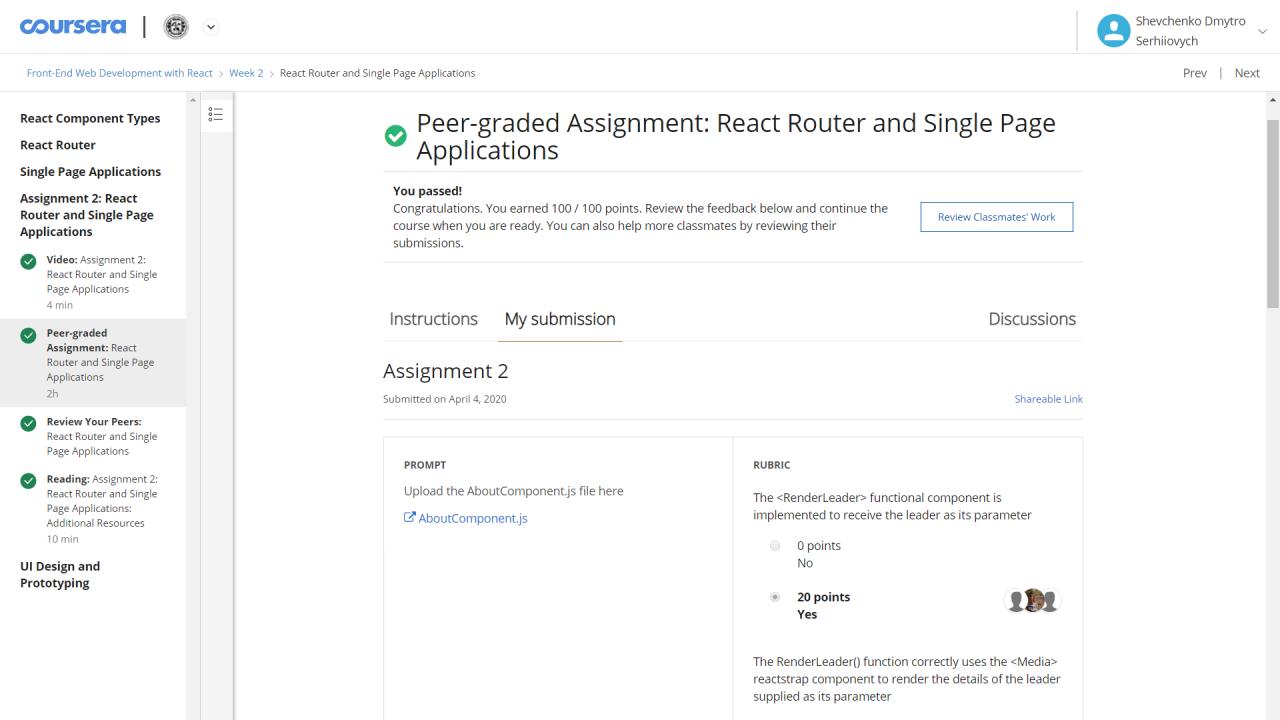 coursera
Shevchenko Dmytro
Serhiiovych
Front-End Web Development with React > Week 2 > React Router and Single Page Applications
Prev | Next
React Component Types
React Router
Single Page Applications
Assignment 2: React
Router and Single Page
Applications
Video: Assignment 2:
React Router and Single
Page Applications
4 min
Peer-graded
Assignment: React
Router and Single Page
Applications
2h
Review Your Peers:
React Router and Single
Page Applications
Reading: Assignment 2:
React Router and Single
Page Applications:
Additional Resources
10 min
UI Design and
Prototyping
Peer-graded Assignment: React Router and Single Page
Applications
You passed!
Congratulations. You earned 100 / 100 points. Review the feedback below and continue the
course when you are ready. You can also help more classmates by reviewing their
submissions.
Review Classmates' Work
Instructions
My submission
Discussions
Assignment 2
Submitted on April 4, 2020
Shareable Link
PROMPT
Upload the AboutComponent.js file here
AboutComponent.js
RUBRIC
The <RenderLeader> functional component is
implemented to receive the leader as its parameter
0 points
No
20 points
Yes
The RenderLeader() function correctly uses the <Media>
reactstrap component to render the details of the leader
supplied as its parameter